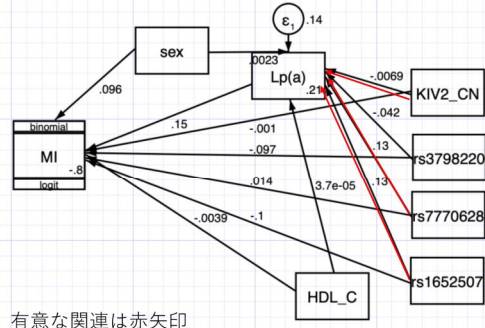 ε1 .14
sex
.0023
Lp(a)
.21
-.0069
KIV2_CN
.096
-.042
binomial
MI
-.8
logit
.15
-.001
-.097
.13
rs3798220
.014
.13
3.7e-05
rs7770628
-.0039
-.1
rs1652507
HDL_C
有意な関連は赤矢印